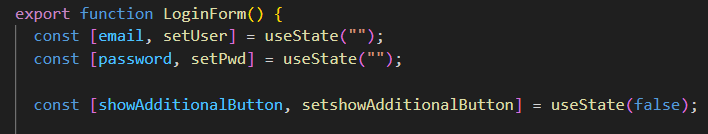 export function LoginForm() {
  const [email, setUser] = useState("");
  const [password, setPwd] = useState("");
  const [showAdditionalButton, setshowAdditionalButton] = useState(false);